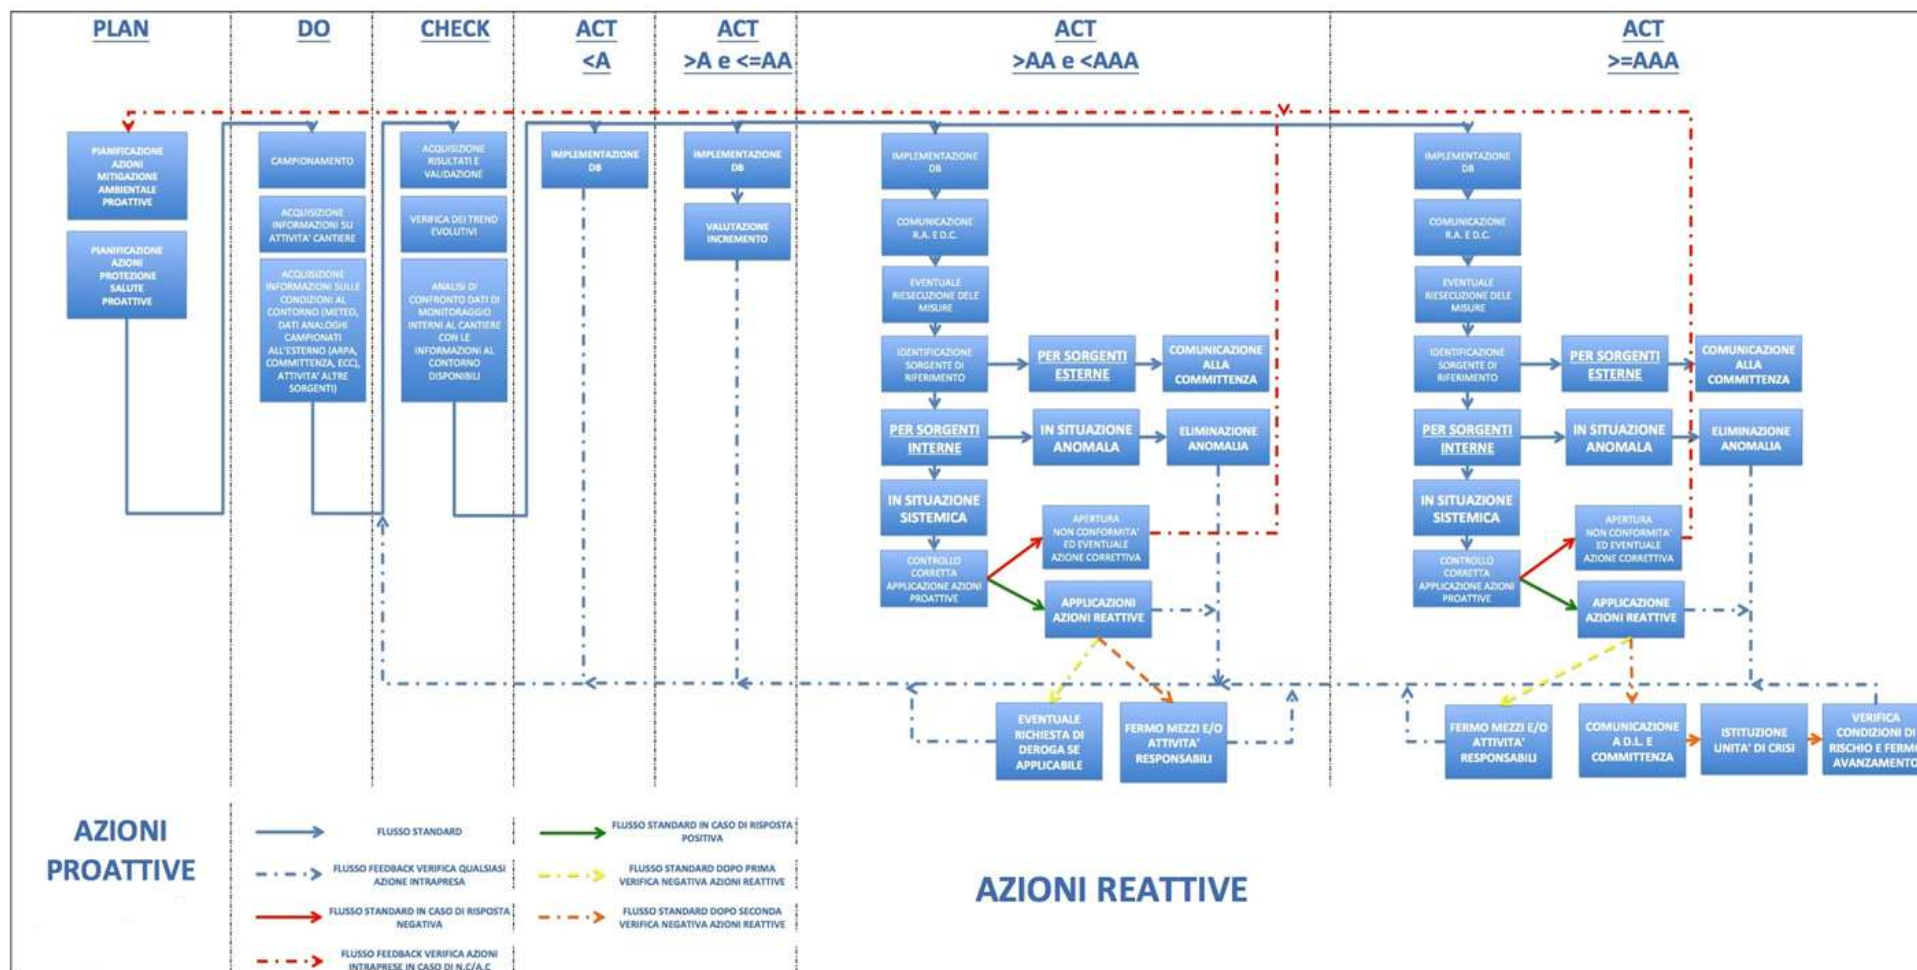 PLAN
DO
CHECK
ACT
<A
ACT
>A e <=AA
ACT
>AA e <AAA
ACT
>=AAA
PIANIFICAZIONE
AZIONI
MITIGAZIONE
AMBIENTALE
PROATTIVE
PIANIFICAZIONE
AZIONI
PROTEZIONE
SALUTE
PROATTIVE
CAMPIONAMENTO
ACQUISIZIONE
INFORMAZIONI SU
ATTIVITA' CANTIERE
ACQUISIZIONE
INFORMAZIONI SULLE
CONDIZIONI AL
CONTORNO (METEO,
DATI ANALOGHI
CAMPIONATI
ALL'ESTERNO (ARPA,
COMMITTENZA, ECC),
ATTIVITA' ALTRE
SORGENTI)
ACQUISIZIONE
RISULTATI E
VALIDAZIONE
VERIFICA DEI TREND
EVOLUTIVI
ANALISI DI
CONFRONTO DATI DI
MONITORAGGIO
INTERNI AL CANTIERE
CON LE
INFORMAZIONI AL
CONTORNO
DISPONIBILI
IMPLEMENTAZIONE
DB
IMPLEMENTAZIONE
DB
VALUTAZIONE
INCREMENTO
IMPLEMENTAZIONE
DB
COMUNICAZIONE
R.A. E D.C.
EVENTUALE
RIESECUZIONE DELE
MISURE
IDENTIFICAZIONE
SORGENTE DI
RIFERIMENTO
PER SORGENTI
ESTERNE
COMUNICAZIONE
ALLA
COMMITTENZA
PER SORGENTI
INTERNE
IN SITUAZIONE
ANOMALA
ELIMINAZIONE
ANOMALIA
IN SITUAZIONE
SISTEMICA
CONTROLLO
CORRETTA
APPLICAZIONE AZIONI
PROATTIVE
APERTURA
NON CONFORMITA'
ED EVENTUALE
AZIONE CORRETTIVA
APPLICAZIONI
AZIONI REATTIVE
EVENTUALE
RICHIESTA DI
DEROGA SE
APPLICABILE
FERMO MEZZI E/O
ATTIVITA'
RESPONSABILI
IMPLEMENTAZIONE
DB
COMUNICAZIONE
R.A. E D.C.
EVENTUALE
RIESECUZIONE DELE
MISURE
IDENTIFICAZIONE
SORGENTE DI
RIFERIMENTO
PER SORGENTI
ESTERNE
COMUNICAZIONE
ALLA
COMMITTENZA
PER SORGENTI
INTERNE
IN SITUAZIONE
ANOMALA
ELIMINAZIONE
ANOMALIA
IN SITUAZIONE
SISTEMICA
CONTROLLO
CORRETTA
APPLICAZIONE AZIONI
PROATTIVE
APERTURA
NON CONFORMITA'
ED EVENTUALE
AZIONE CORRETTIVA
APPLICAZIONE
AZIONI REATTIVE
FERMO MEZZI E/O
ATTIVITA'
RESPONSABILI
COMUNICAZIONE
A D.L. E
COMMITTENZA
ISTITUZIONE
UNITA' DI CRISI
VERIFICA
CONDIZIONI DI
RISCHIO E FERMO
AVANZAMENTO
AZIONI
PROATTIVE
FLUSSO STANDARD
FLUSSO FEEDBACK VERIFICA QUALSIASI
AZIONE INTRAPRESA
FLUSSO STANDARD IN CASO DI RISPOSTA
NEGATIVA
FLUSSO FEEDBACK VERIFICA AZIONI
INTRAPRESE IN CASO DI N.C/A.C
FLUSSO STANDARD IN CASO DI RISPOSTA
POSITIVA
FLUSSO STANDARD DOPO PRIMA
VERIFICA NEGATIVA AZIONI REATTIVE
FLUSSO STANDARD DOPO SECONDA
VERIFICA NEGATIVA AZIONI REATTIVE
AZIONI REATTIVE